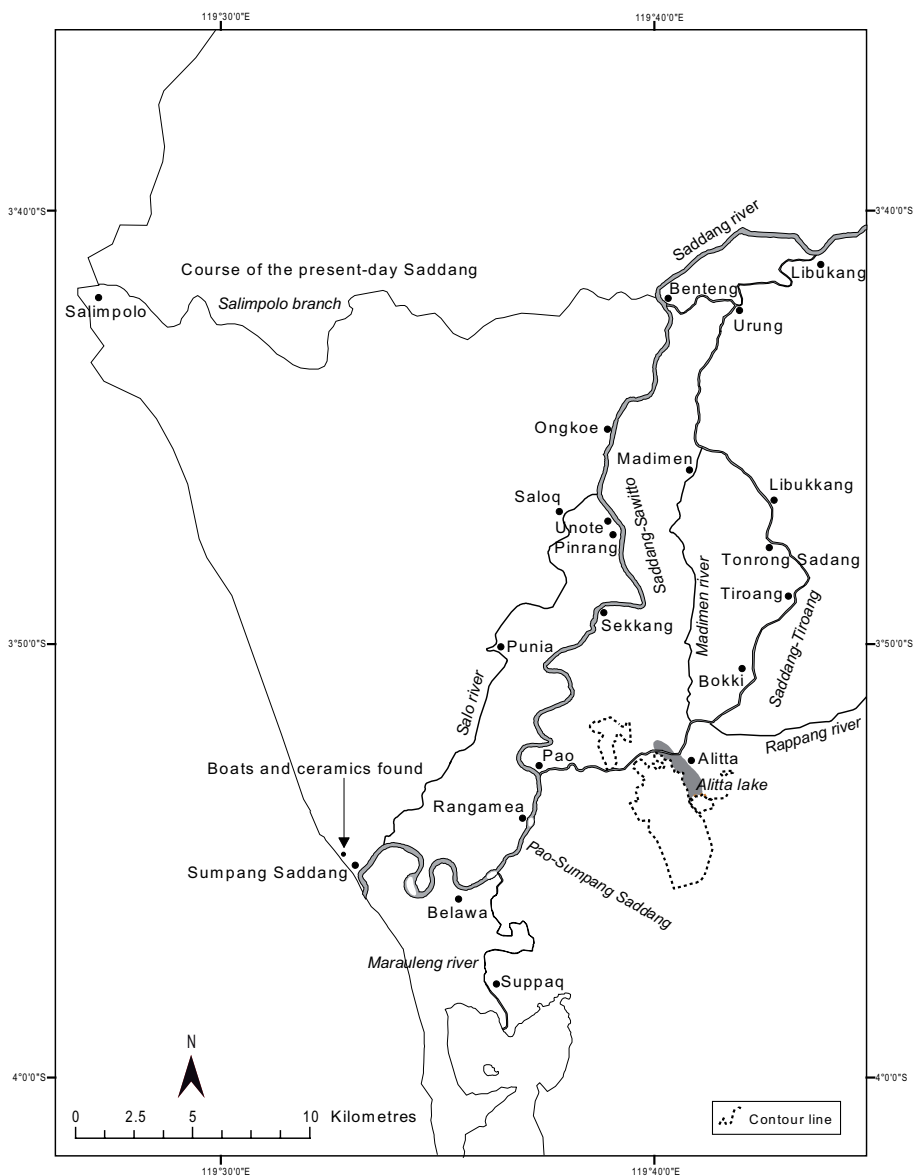 119°30'0"E
119°40'0"E
3°40'0"S
3°40'0"S
Saddang river
Libukang
Course of the present-day Saddang
Benteng
Salimpolo branch
Salimpolo
Urung
Ongkoe
Madimen
Libukkang
Saddang-Sawitto
Saloq
Unote
Pinrang
Tonrong Sadang
Madimen river
Tiroang
Saddang-Tiroang
Sekkang
3°50'0"S
3°50'0"S
Punia
Bokki
Salo river
Rappang river
Pao
Alitta
Boats and ceramics found
Alitta lake
Rangamea
Pao-Sumpang Saddang
Sumpang Saddang
Belawa
Marauleng river
Suppaq
N
4°0'0"S
4°0'0"S
0 2.5 5 10 Kilometres
Contour line
119°30'0"E
119°40'0"E